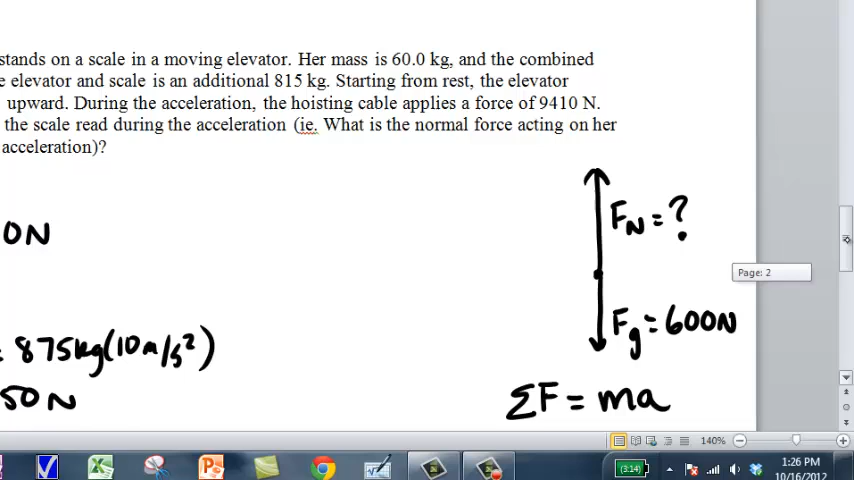 stands on a scale in a moving elevator. Her mass is 60.0 kg, and the combined
e elevator and scale is an additional 815 kg. Starting from rest, the elevator
upward. During the acceleration, the hoisting cable applies a force of 9410 N.
the scale read during the acceleration (ie. What is the normal force acting on her
acceleration)?
FN = ?
0N
Page: 2
Fg = 600N
= 875kg(10m/s²)
50N
ΣF = ma
140%
(3:14)
1:26 PM
10/16/2012